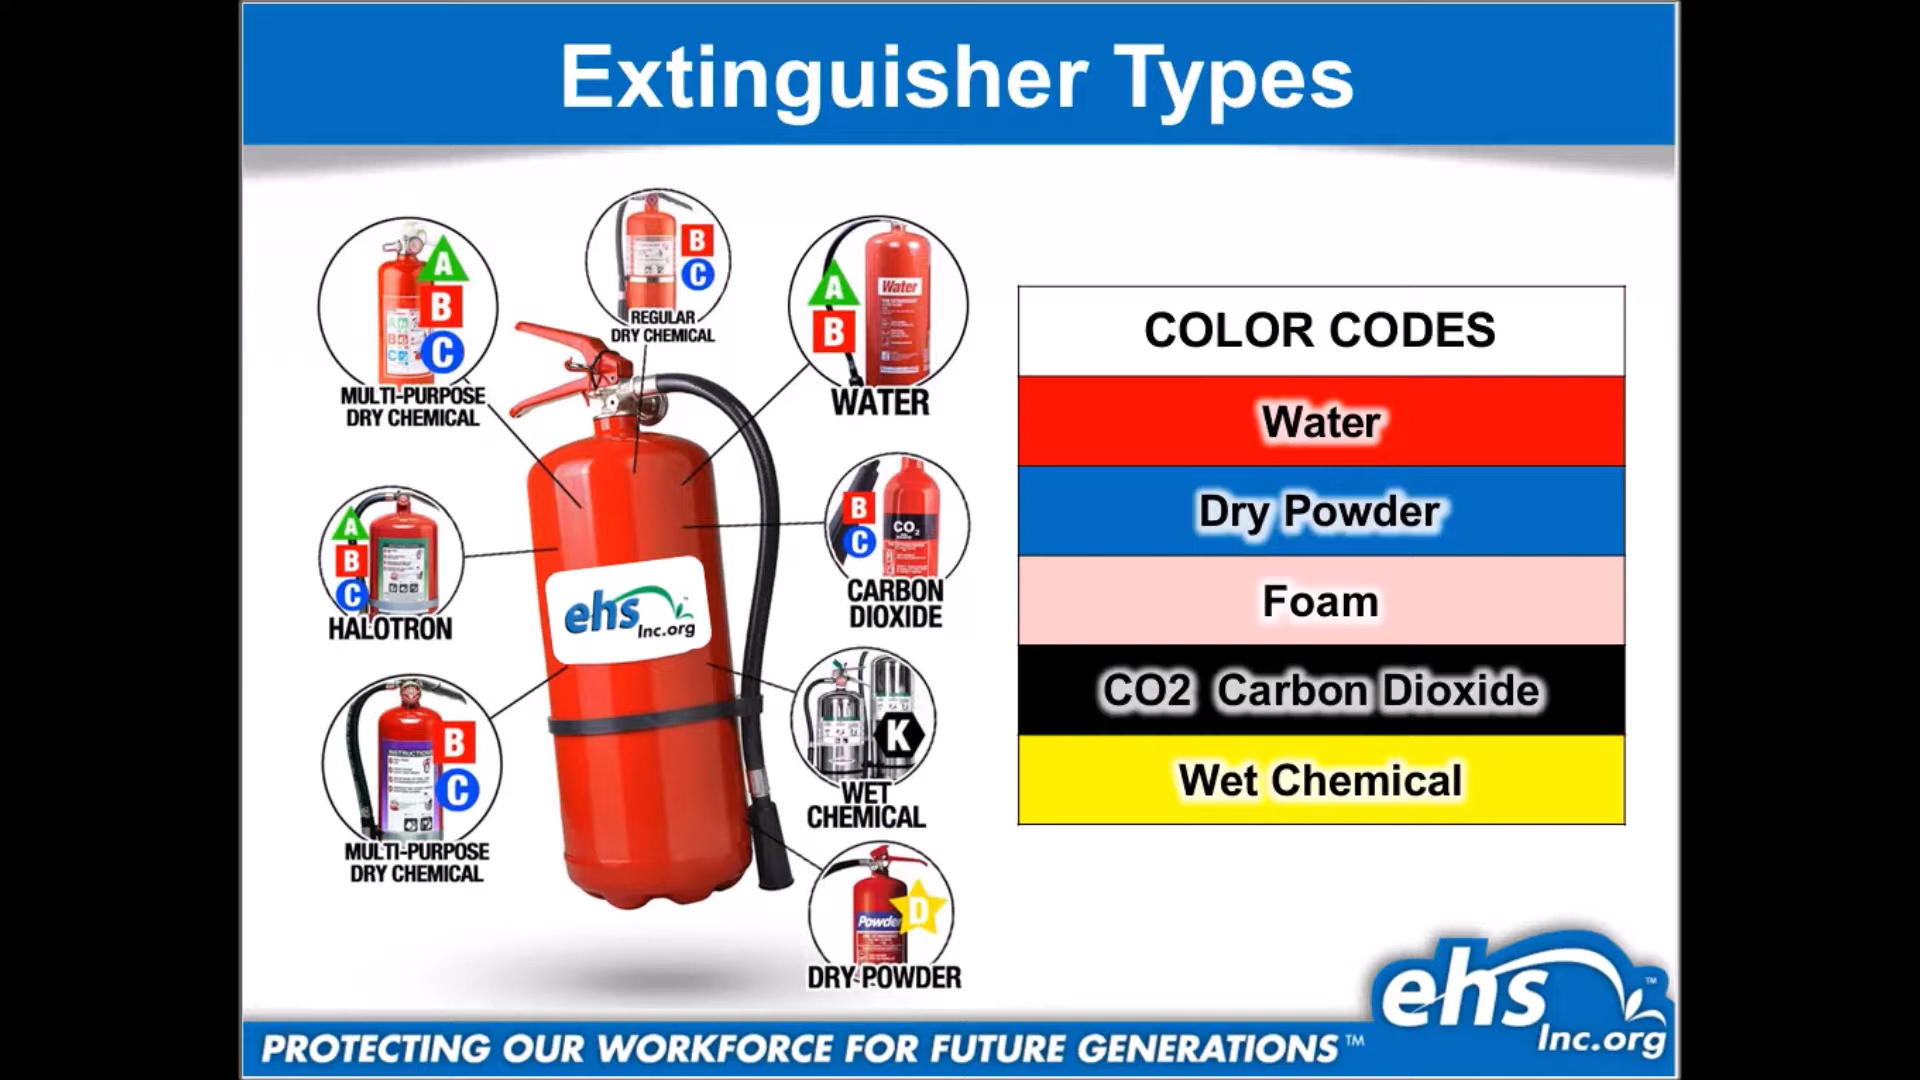 Extinguisher Types
A
B
C
MULTI-PURPOSE
DRY CHEMICAL
B
C
REGULAR
DRY CHEMICAL
A
B
Water
WATER
B
C
CO2
CARBON
DIOXIDE
A
B
C
HALOTRON
ehs
Inc.org
K
WET
CHEMICAL
B
C
INSTRUCTIONS
MULTI-PURPOSE
DRY CHEMICAL
D
Powder
DRY POWDER
COLOR CODES
Water
Dry Powder
Foam
CO2 Carbon Dioxide
Wet Chemical
ehs™
Inc.org
PROTECTING OUR WORKFORCE FOR FUTURE GENERATIONS™